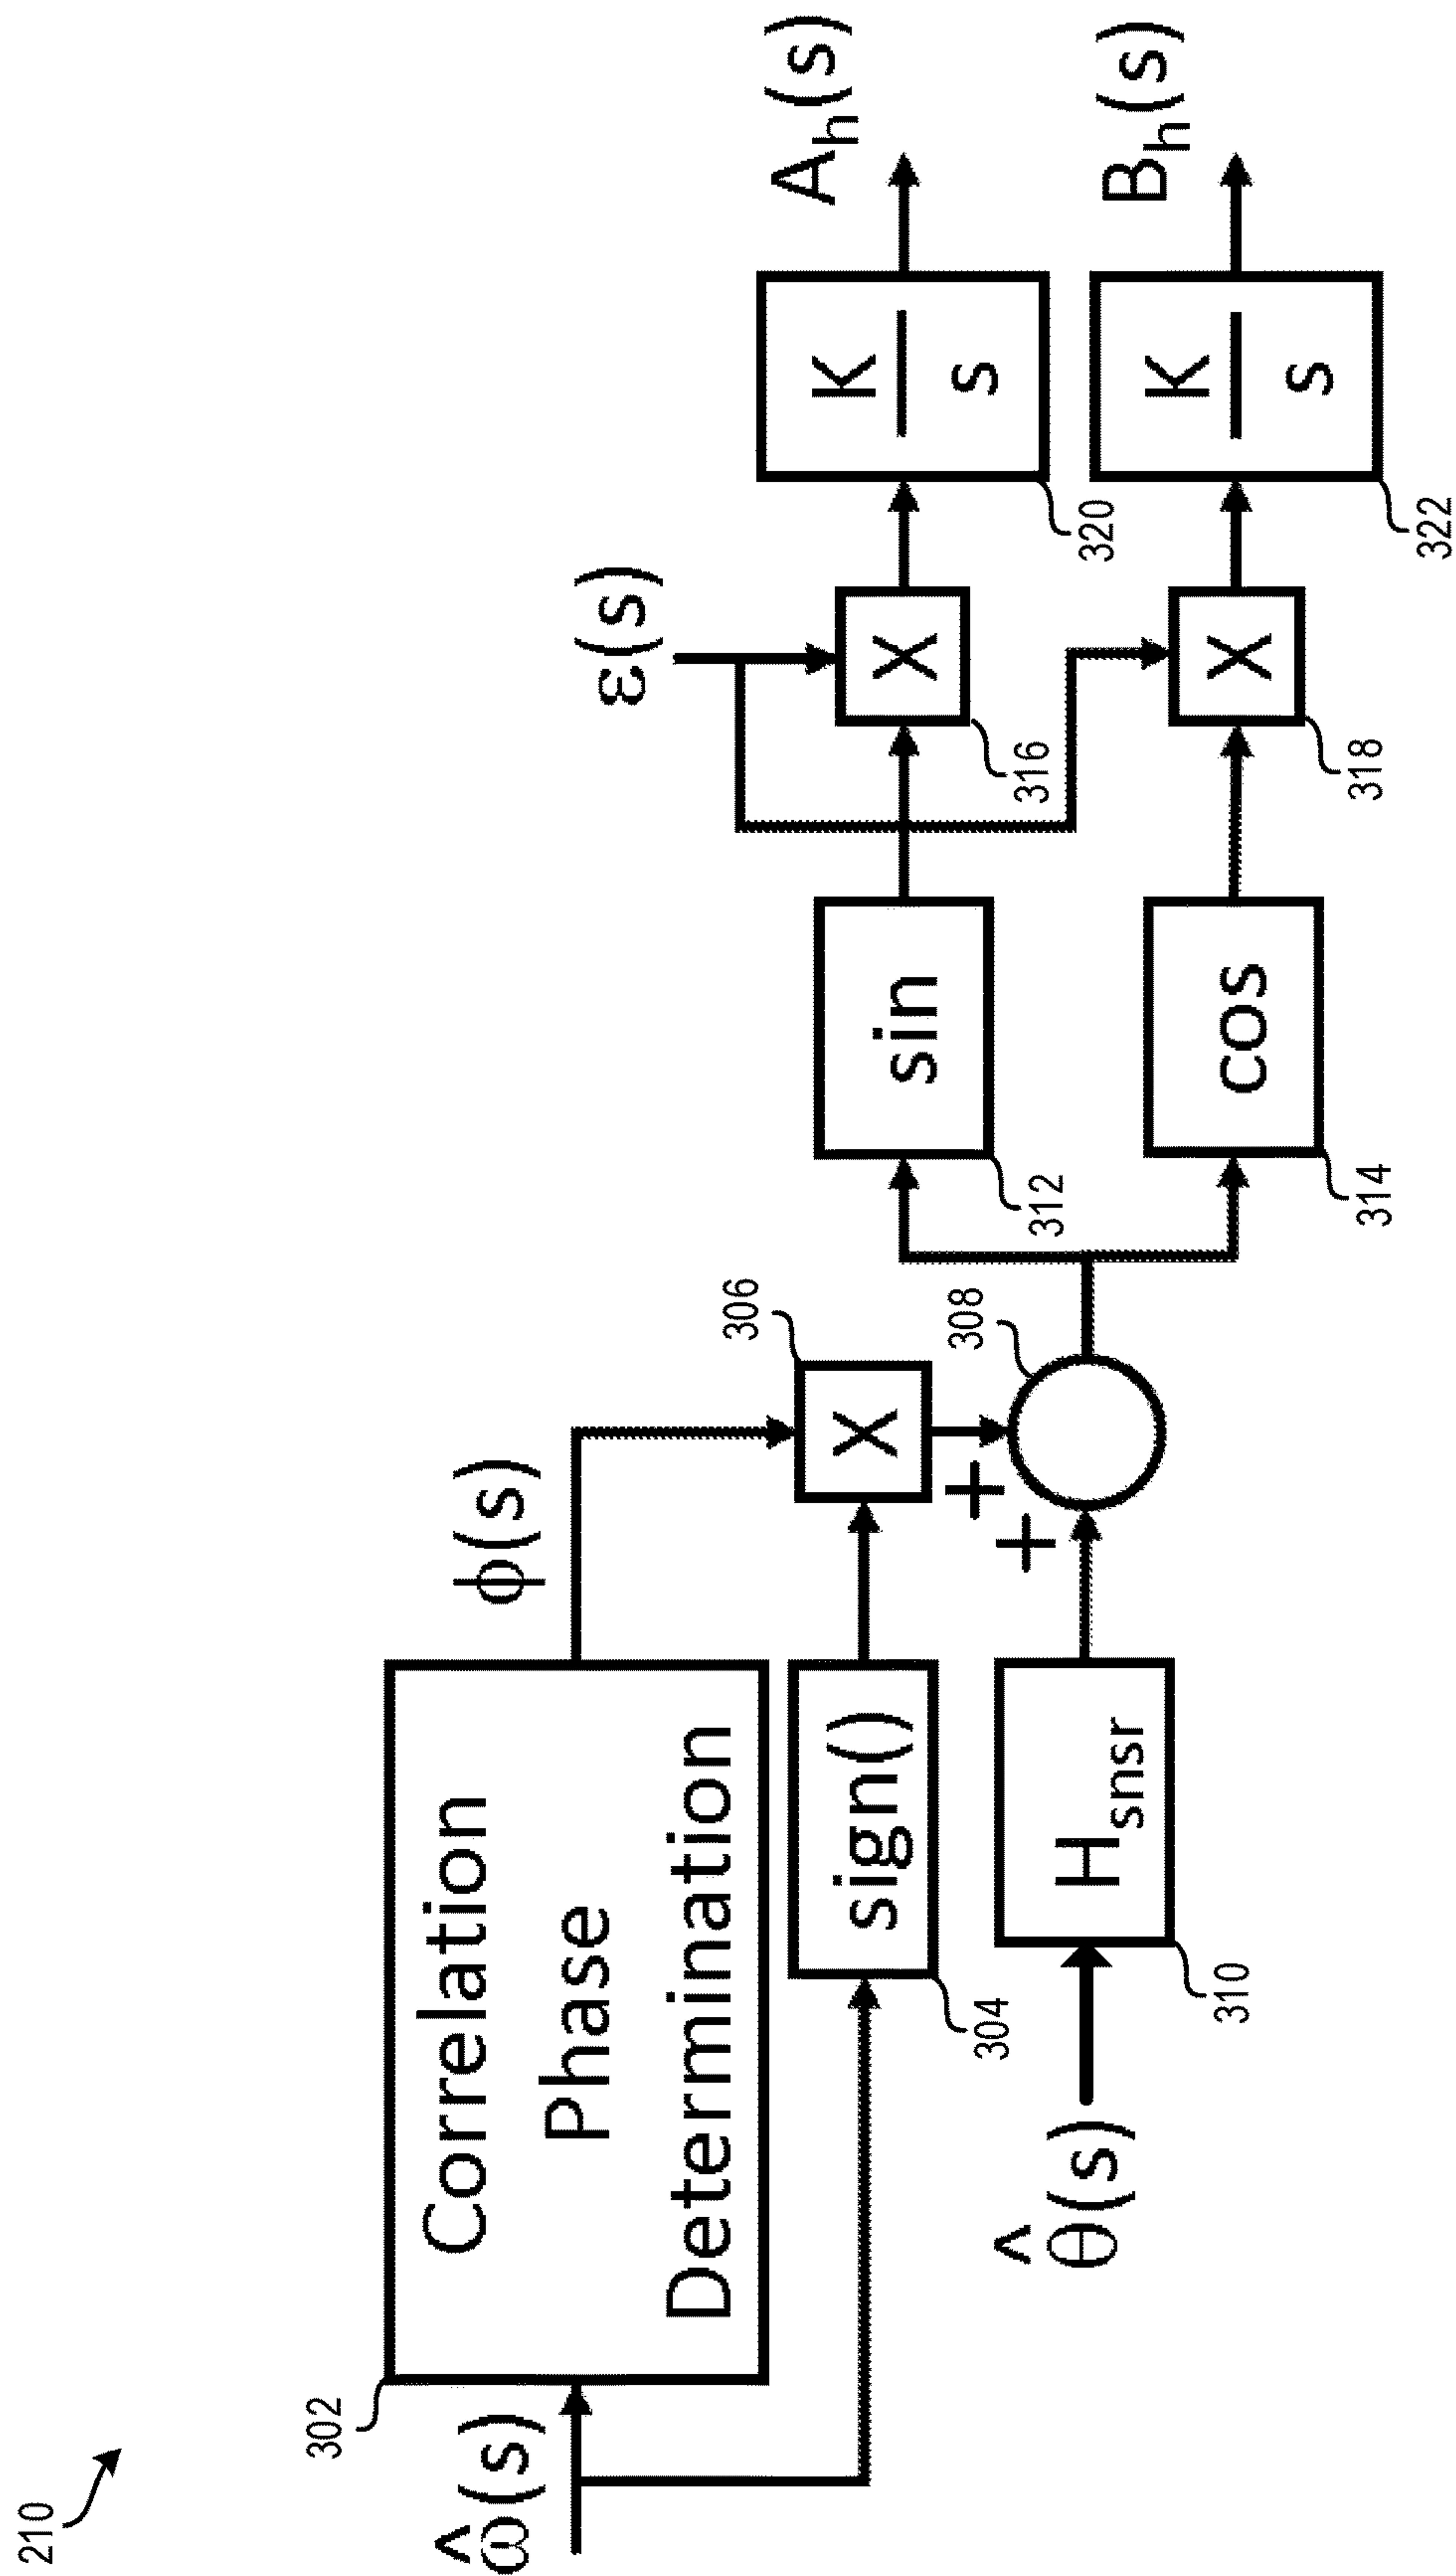 210
ω̂(s)
302
Correlation
Phase
Determination
ϕ(s)
sign()
304
X
306
θ̂(s)
H_snsr
310
+
+
308
sin
312
cos
314
ε(s)
X
316
X
318
K
s
320
K
s
322
A_h(s)
B_h(s)